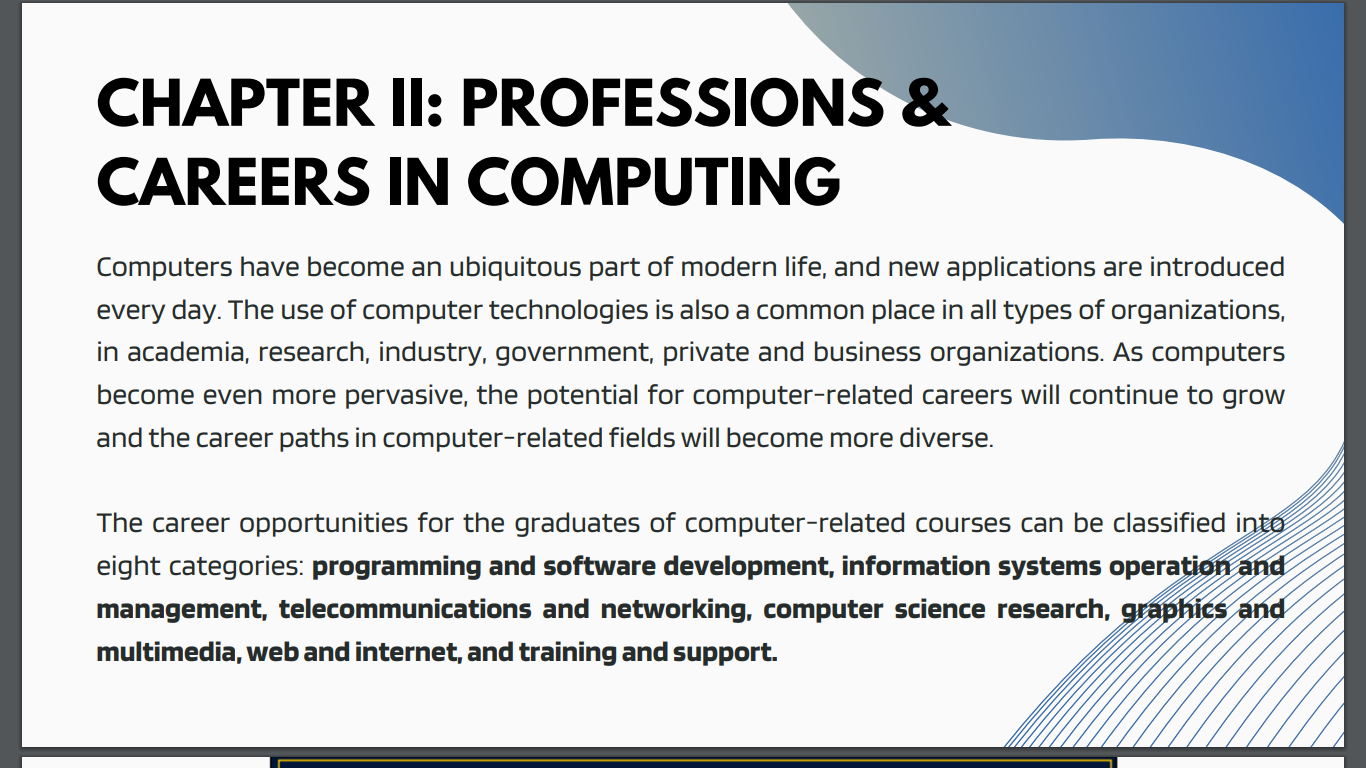 CHAPTER II: PROFESSIONS &
CAREERS IN COMPUTING
Computers have become an ubiquitous part of modern life, and new applications are introduced
every day. The use of computer technologies is also a common place in all types of organizations,
in academia, research, industry, government, private and business organizations. As computers
become even more pervasive, the potential for computer-related careers will continue to grow
and the career paths in computer-related fields will become more diverse.
The career opportunities for the graduates of computer-related courses can be classified into
eight categories: programming and software development, information systems operation and
management, telecommunications and networking, computer science research, graphics and
multimedia, web and internet, and training and support.